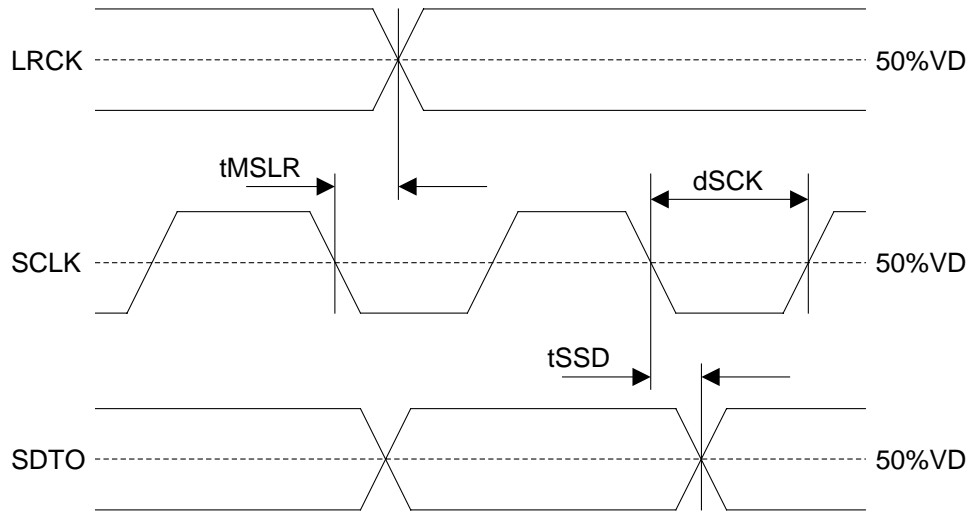 LRCK 50%VD
tMSLR dSCK
SCLK 50%VD
tSSD
SDTO 50%VD